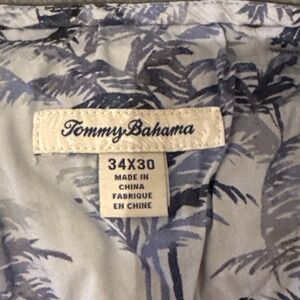 Tommy Bahama
34X30
MADE IN
CHINA
FABRIQUE
EN CHINE